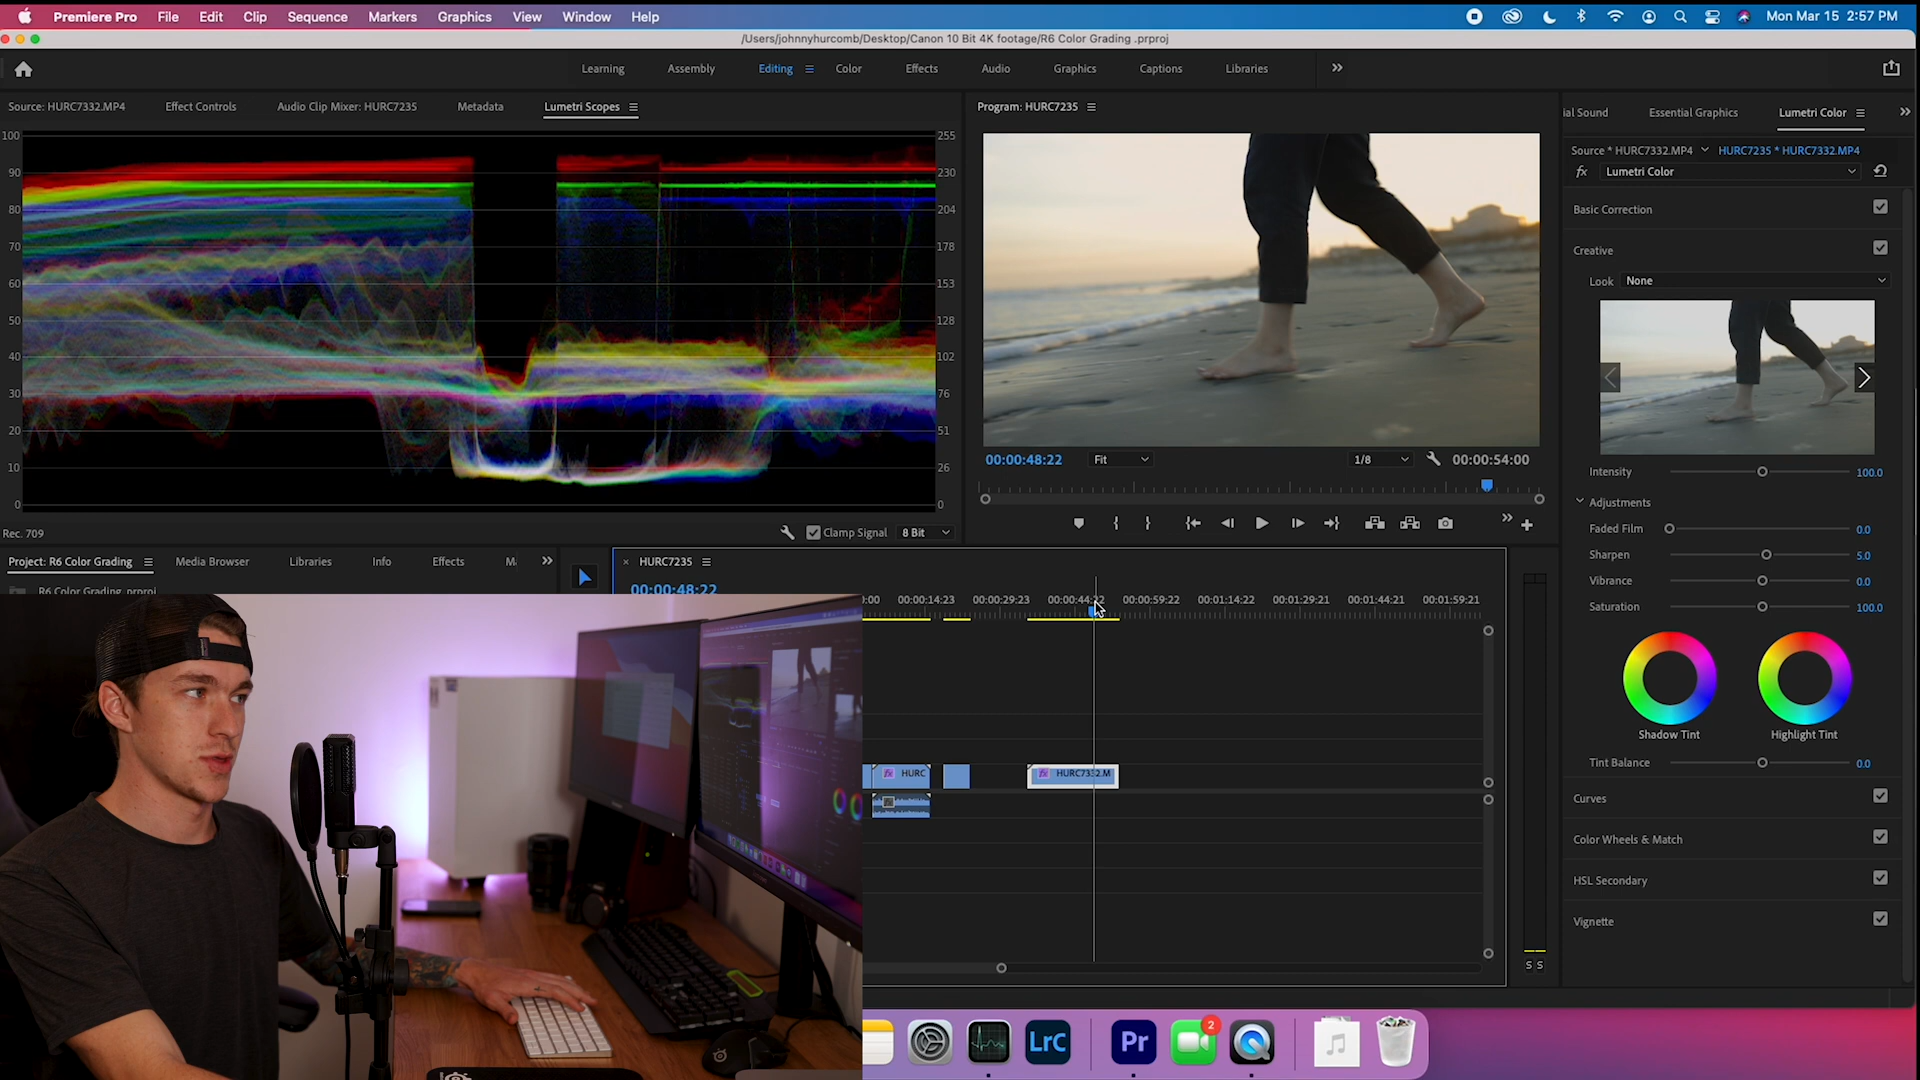 Premiere Pro File Edit Clip Sequence Markers Graphics View Window Help Mon Mar 15 2:57 PM
/Users/johnnyhurcomb/Desktop/Canon 10 Bit 4K footage/R6 Color Grading .prproj
Learning Assembly Editing Color Effects Audio Graphics Captions Libraries
Source: HURC7332.MP4 Effect Controls Audio Clip Mixer: HURC7235 Metadata Lumetri Scopes
100
90
80
70
60
50
40
30
20
10
0
255
230
204
178
153
128
102
76
51
26
0
Rec. 709 Clamp Signal 8 Bit
Program: HURC7235
00:00:48:22 Fit 1/8 00:00:54:00
ial Sound Essential Graphics Lumetri Color
Source * HURC7332.MP4 HURC7235 * HURC7332.MP4
fx Lumetri Color
Basic Correction
Creative
Look None
Intensity 100.0
Adjustments
Faded Film 0.0
Sharpen 5.0
Vibrance 0.0
Saturation 100.0
Shadow Tint Highlight Tint
Tint Balance 0.0
Curves
Color Wheels & Match
HSL Secondary
Vignette
Project: R6 Color Grading Media Browser Libraries Info Effects M
R6 Color Grading .prproj
HURC7235
00:00:48:22
:00 00:00:14:23 00:00:29:23 00:00:44:22 00:00:59:22 00:01:14:22 00:01:29:21 00:01:44:21 00:01:59:21
fx HURC fx HURC7332.M
S S
LrC Pr 2